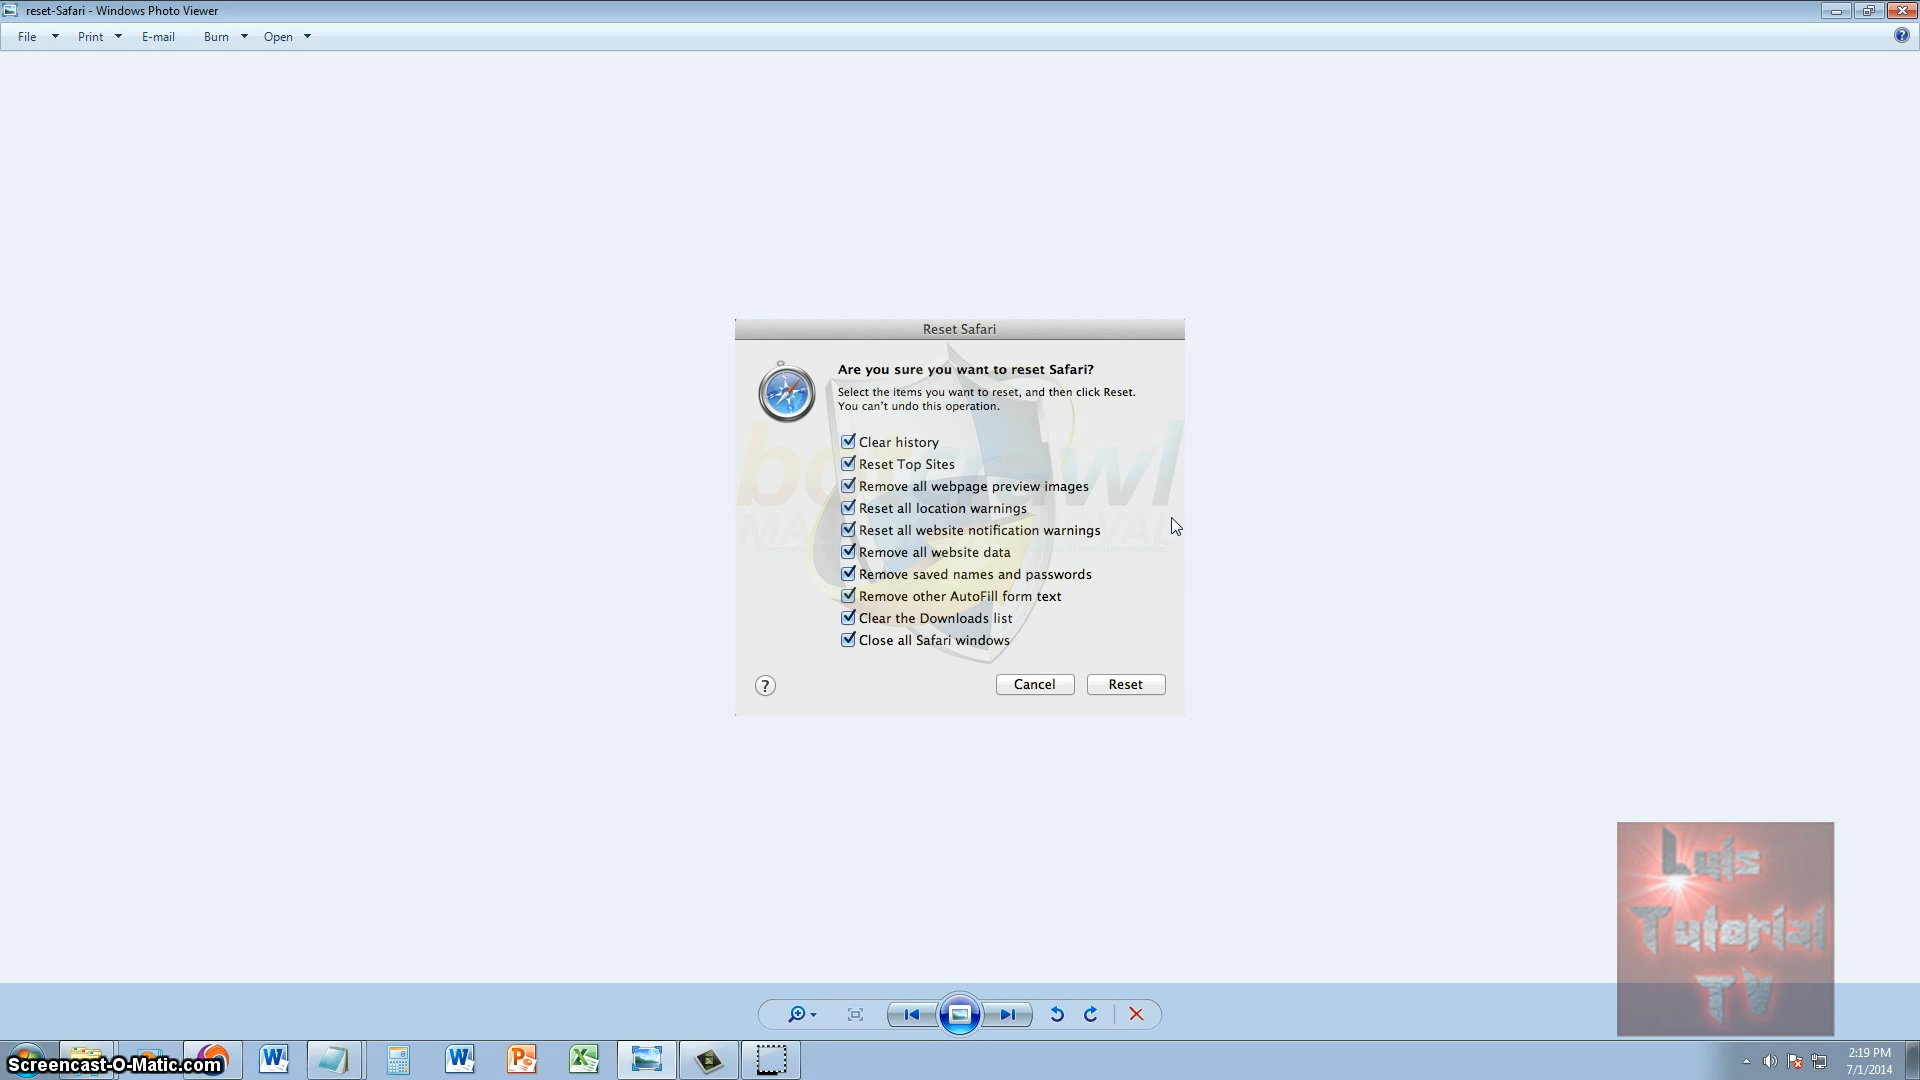 reset-Safari - Windows Photo Viewer
File Print E-mail Burn Open
Reset Safari
Are you sure you want to reset Safari?
Select the items you want to reset, and then click Reset.
You can't undo this operation.
Clear history
Reset Top Sites
Remove all webpage preview images
Reset all location warnings
Reset all website notification warnings
Remove all website data
Remove saved names and passwords
Remove other AutoFill form text
Clear the Downloads list
Close all Safari windows
? Cancel Reset
Luis
Tutorial
TV
Screencast-O-Matic.com
2:19 PM
7/1/2014